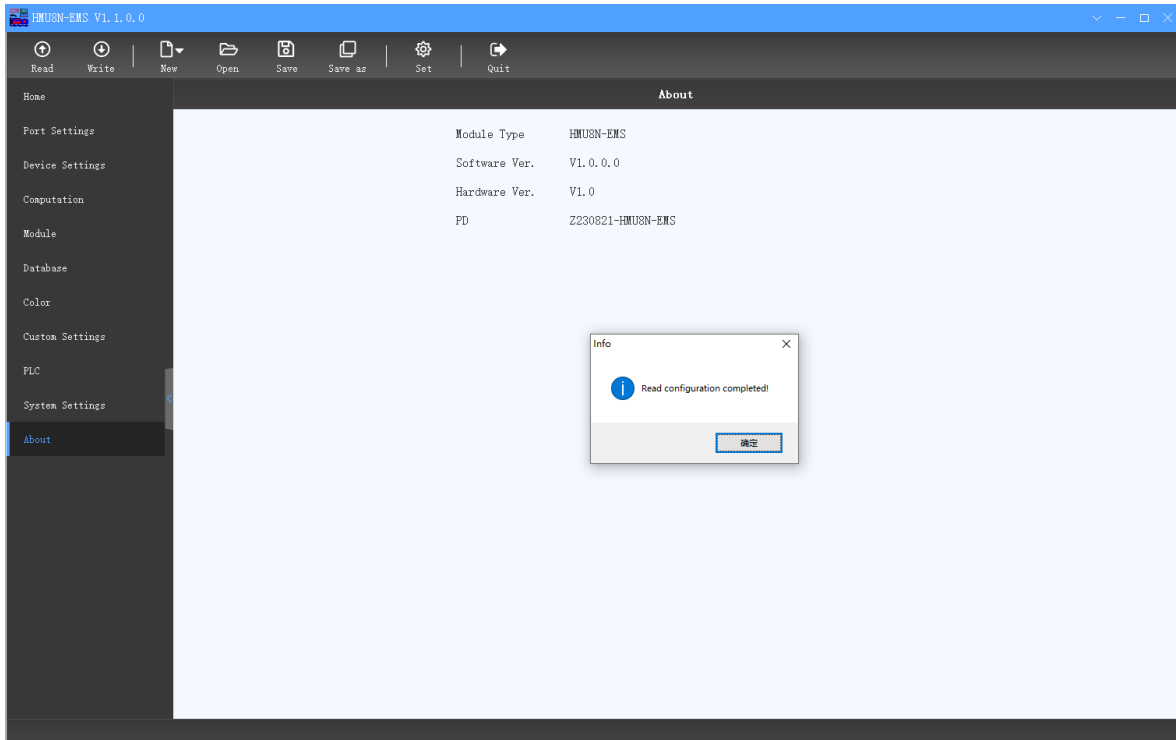 HMU8N-EMS V1.1.0.0
Read Write New Open Save Save as Set Quit
Home
Port Settings
Device Settings
Computation
Module
Database
Color
Custom Settings
PLC
System Settings
About
About
Module Type HMU8N-EMS
Software Ver. V1.0.0.0
Hardware Ver. V1.0
PD Z230821-HMU8N-EMS
Info
Read configuration completed!
确定